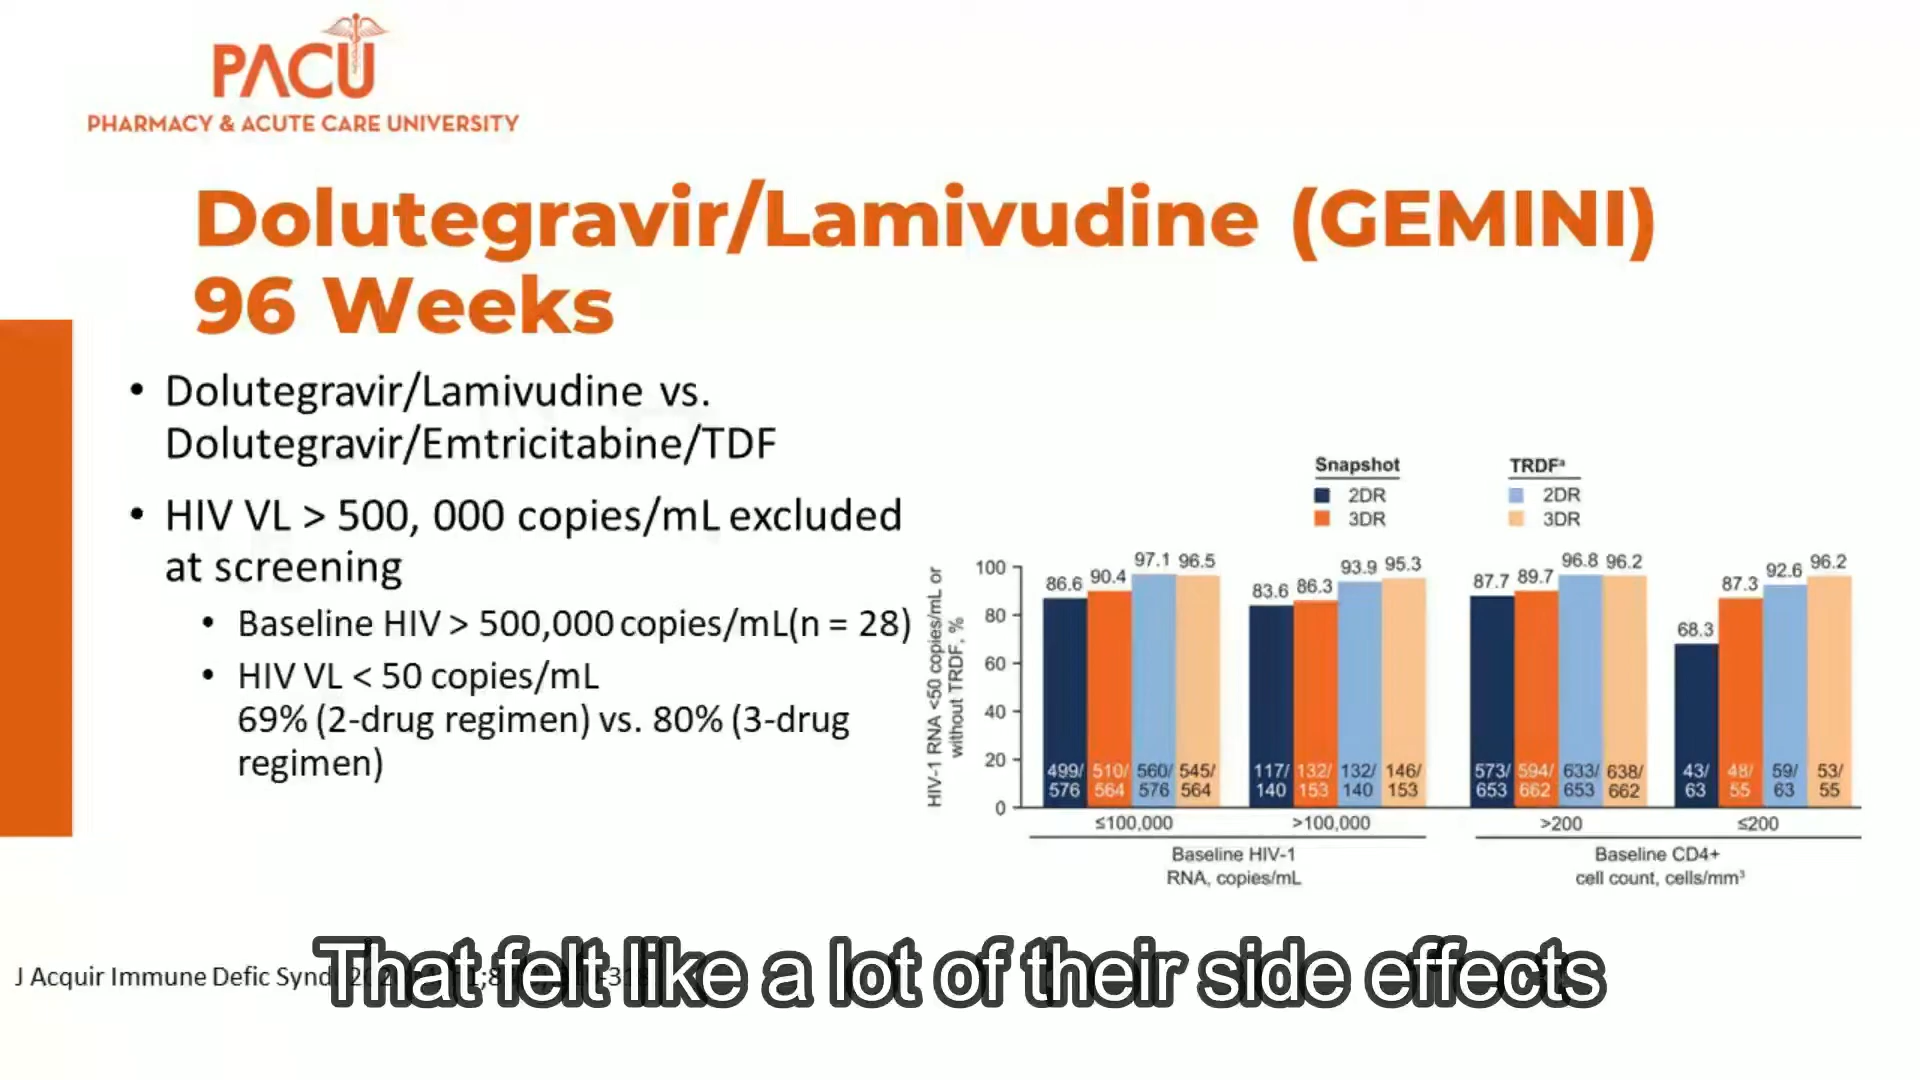 PACU
PHARMACY & ACUTE CARE UNIVERSITY
Dolutegravir/Lamivudine (GEMINI)
96 Weeks
• Dolutegravir/Lamivudine vs.
Dolutegravir/Emtricitabine/TDF
• HIV VL > 500, 000 copies/mL excluded
at screening
• Baseline HIV > 500,000 copies/mL(n = 28)
• HIV VL < 50 copies/mL
69% (2-drug regimen) vs. 80% (3-drug
regimen)
Snapshot TRDFᵃ
2DR 2DR
3DR 3DR
HIV-1 RNA <50 copies/mL or
without TRDF, %
100
80
60
40
20
0
86.6 90.4 97.1 96.5 83.6 86.3 93.9 95.3 87.7 89.7 96.8 96.2 68.3 87.3 92.6 96.2
499/ 510/ 560/ 545/ 117/ 132/ 132/ 146/ 573/ 594/ 633/ 638/ 43/ 48/ 59/ 53/
576 564 576 564 140 153 140 153 653 662 653 662 63 55 63 55
≤100,000 >100,000 >200 ≤200
Baseline HIV-1
RNA, copies/mL
Baseline CD4+
cell count, cells/mm³
J Acquir Immune Defic Synd
That felt like a lot of their side effects